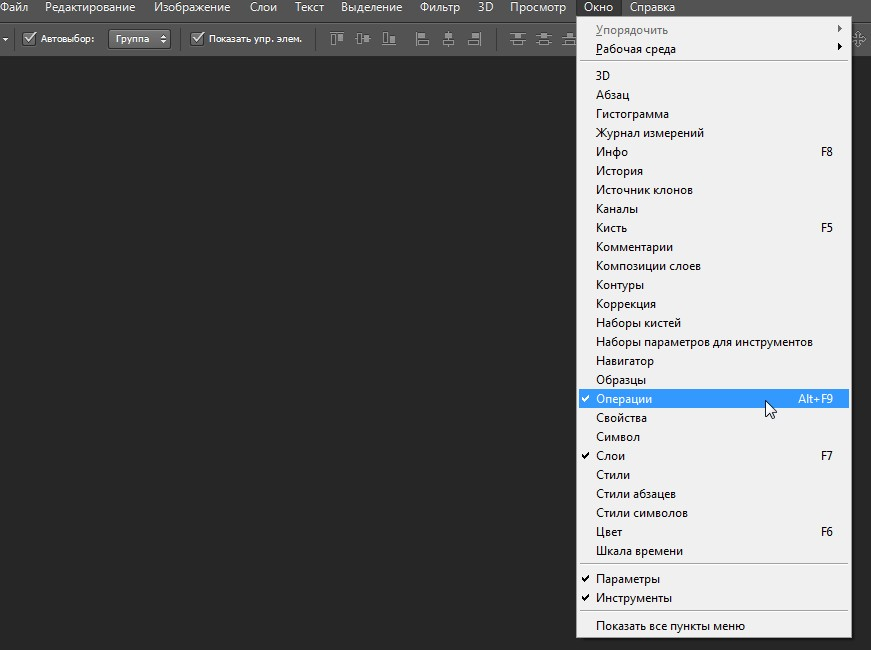 Файл Редактирование Изображение Слои Текст Выделение Фильтр 3D Просмотр Окно Справка
Автовыбор: Группа Показать упр. элем.
Упорядочить
Рабочая среда
3D
Абзац
Гистограмма
Журнал измерений
Инфо F8
История
Источник клонов
Каналы
Кисть F5
Комментарии
Композиции слоев
Контуры
Коррекция
Наборы кистей
Наборы параметров для инструментов
Навигатор
Образцы
Операции Alt+F9
Свойства
Символ
Слои F7
Стили
Стили абзацев
Стили символов
Цвет F6
Шкала времени
Параметры
Инструменты
Показать все пункты меню